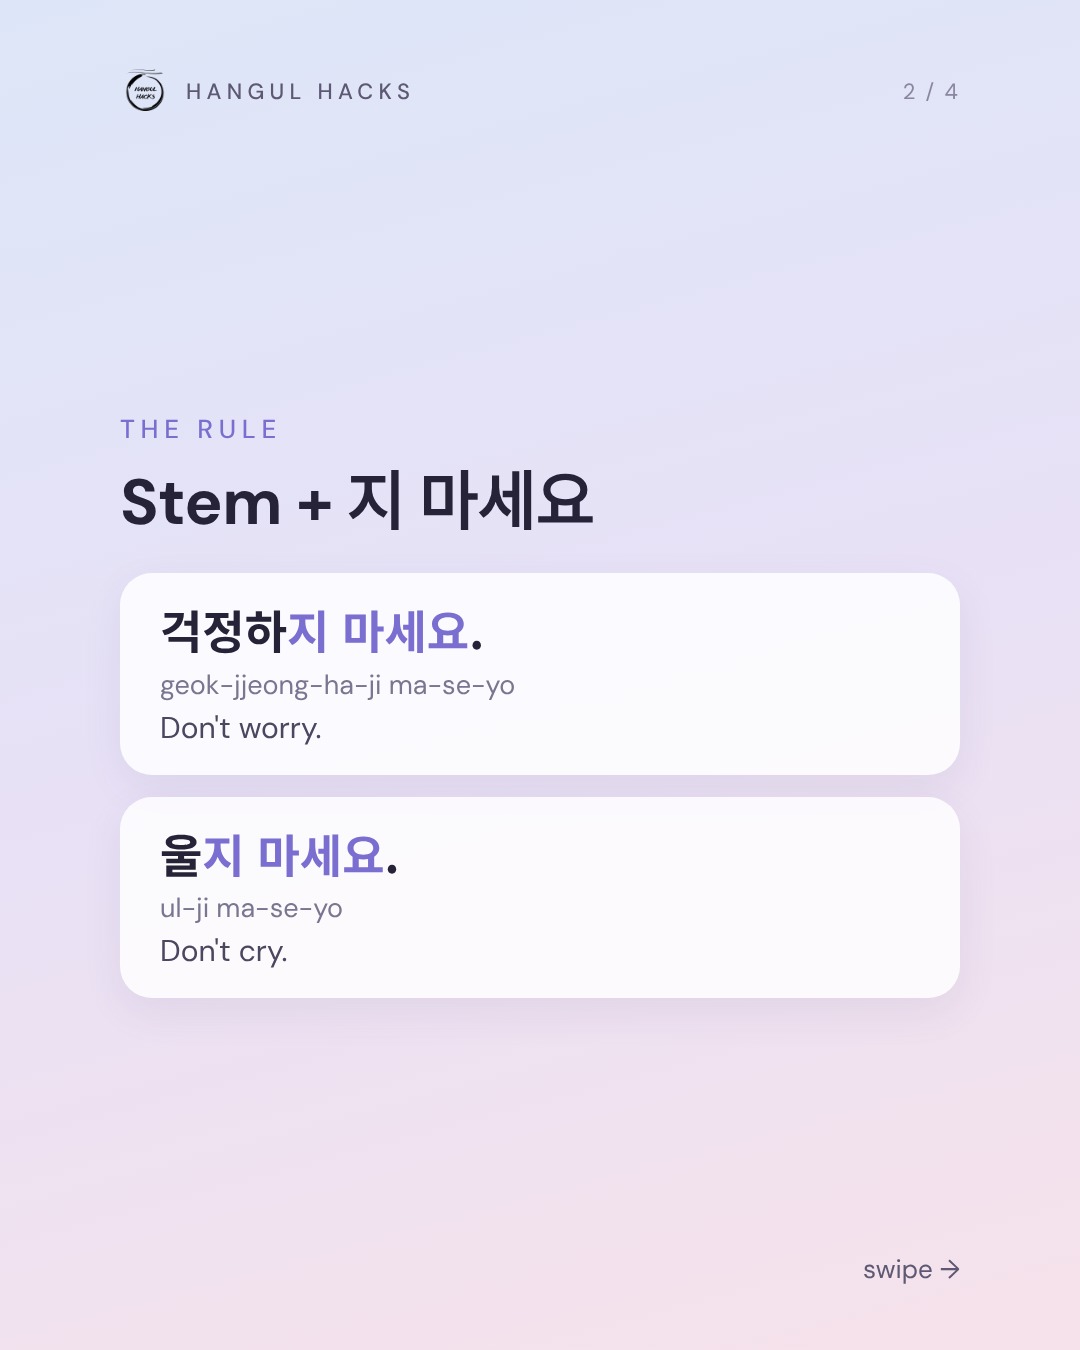 HANGUL HACKS
HANGUL HACKS
2 / 4
THE RULE
Stem + 지 마세요
걱정하지 마세요.
geok-jjeong-ha-ji ma-se-yo
Don't worry.
울지 마세요.
ul-ji ma-se-yo
Don't cry.
swipe →